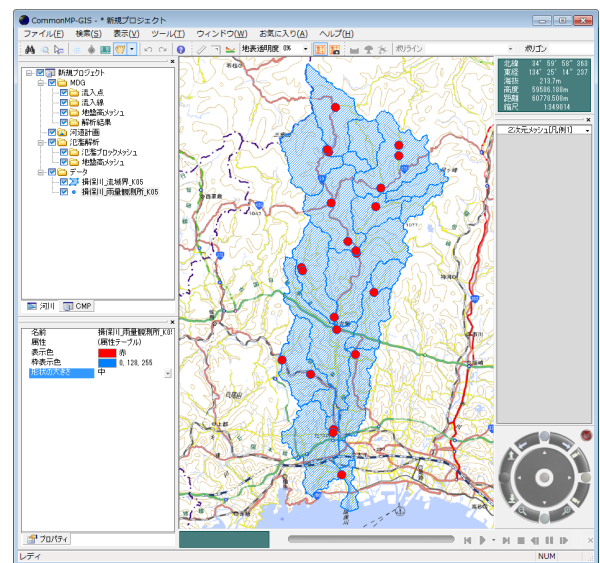 CommonMP-GIS - * 新規プロジェクト
ファイル(F) 検索(S) 表示(V) ツール(T) ウィンドウ(W) お気に入り(A) ヘルプ(H)
地表透明度 0% ポリライン ポリゴン
新規プロジェクト
MDG
流入点
流入線
地盤高メッシュ
解析結果
河道計画
氾濫解析
氾濫ブロックメッシュ
地盤高メッシュ
データ
揖保川_流域界_K05
揖保川_雨量観測所_K05
河川 CMP
名前 揖保川_雨量観測所_K05
属性 (属性テーブル)
表示色 赤
枠表示色 0, 128, 255
形状の大きさ 中
プロパティ
北緯 34° 59' 58" 363
東経 134° 25' 14" 237
海抜 213.7m
高度 59586.188m
距離 60778.508m
縮尺 1:349014
2次元メッシュ[凡例1]
レディ
NUM